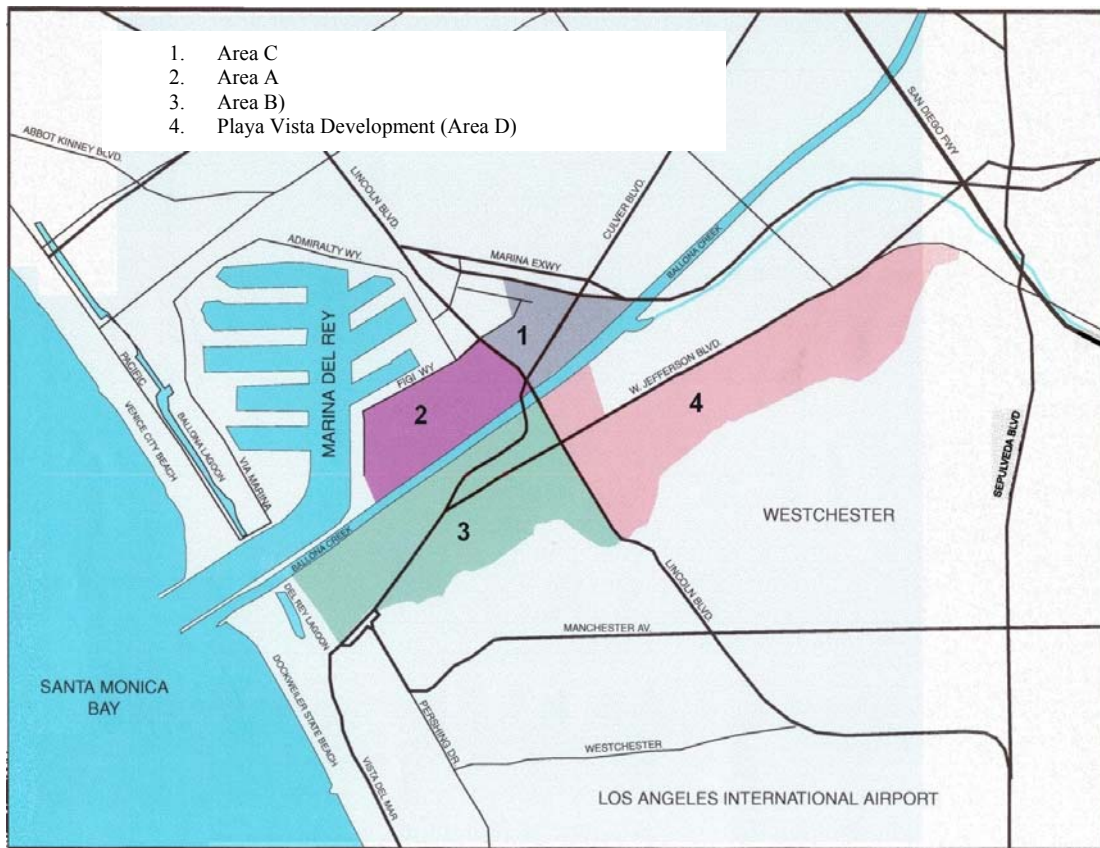 1. Area C
2. Area A
3. Area B)
4. Playa Vista Development (Area D)
ABBOT KINNEY BLVD.
SAN DIEGO FWY
LINCOLN BLVD.
CULVER BLVD.
ADMIRALTY WY.
MARINA EXWY
BALLONA CREEK
MARINA DEL REY
1
W. JEFFERSON BLVD.
FIGI WY
PACIFIC
VENICE CITY BEACH
BALLONA LAGOON
VIA MARINA
2
4
SEPULVEDA BLVD
WESTCHESTER
3
BALLONA CREEK
DEL REY LAGOON
LINCOLN BLVD.
MANCHESTER AV.
SANTA MONICA
BAY
DOCKWEILER STATE BEACH
PERSHING DR
VISTA DEL MAR
WESTCHESTER
LOS ANGELES INTERNATIONAL AIRPORT